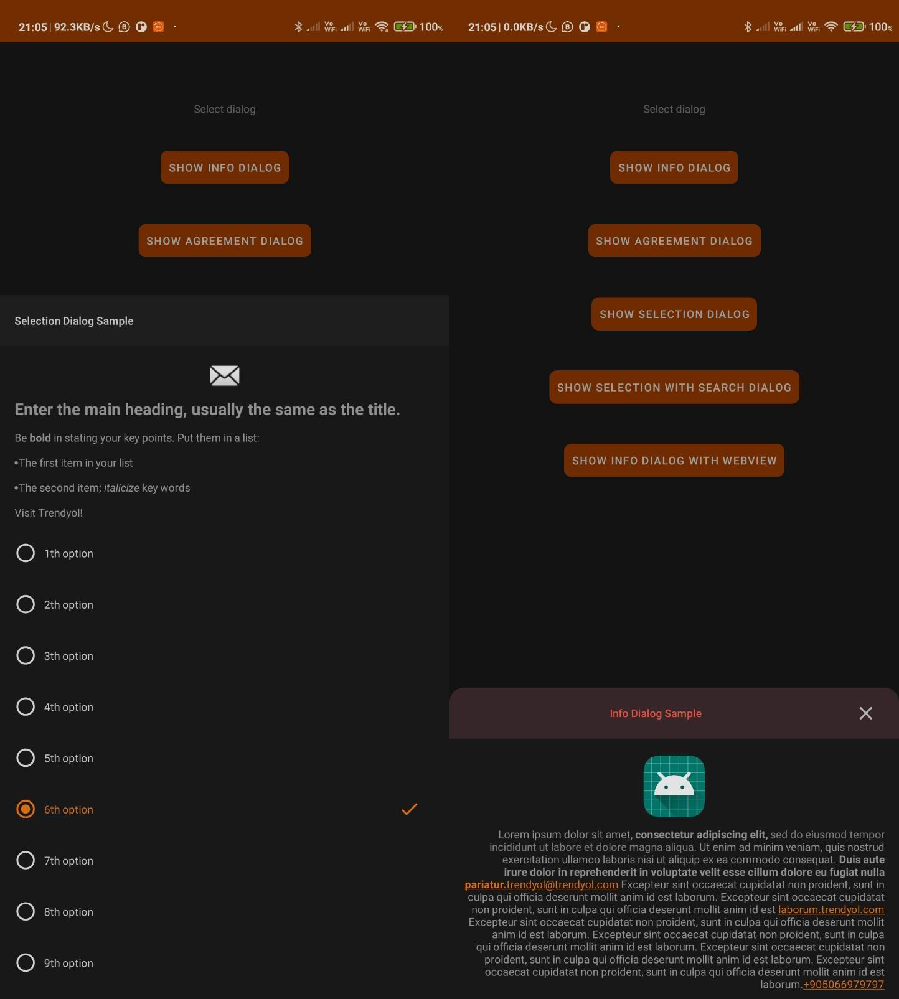 21:05 | 92.3KB/s
Vo WiFi
Vo WiFi
100%
Select dialog
SHOW INFO DIALOG
SHOW AGREEMENT DIALOG
Selection Dialog Sample
Enter the main heading, usually the same as the title.
Be bold in stating your key points. Put them in a list:
•The first item in your list
•The second item; italicize key words
Visit Trendyol!
1th option
2th option
3th option
4th option
5th option
6th option
7th option
8th option
9th option
21:05 | 0.0KB/s
Vo WiFi
Vo WiFi
100%
Select dialog
SHOW INFO DIALOG
SHOW AGREEMENT DIALOG
SHOW SELECTION DIALOG
SHOW SELECTION WITH SEARCH DIALOG
SHOW INFO DIALOG WITH WEBVIEW
Info Dialog Sample
Lorem ipsum dolor sit amet, consectetur adipiscing elit, sed do eiusmod tempor
incididunt ut labore et dolore magna aliqua. Ut enim ad minim veniam, quis nostrud
exercitation ullamco laboris nisi ut aliquip ex ea commodo consequat. Duis aute
irure dolor in reprehenderit in voluptate velit esse cillum dolore eu fugiat nulla
pariatur.trendyol@trendyol.com Excepteur sint occaecat cupidatat non proident, sunt in
culpa qui officia deserunt mollit anim id est laborum. Excepteur sint occaecat cupidatat
non proident, sunt in culpa qui officia deserunt mollit anim id est laborum.trendyol.com
Excepteur sint occaecat cupidatat non proident, sunt in culpa qui officia deserunt mollit
anim id est laborum. Excepteur sint occaecat cupidatat non proident, sunt in culpa
qui officia deserunt mollit anim id est laborum. Excepteur sint occaecat cupidatat non
proident, sunt in culpa qui officia deserunt mollit anim id est laborum. Excepteur sint
occaecat cupidatat non proident, sunt in culpa qui officia deserunt mollit anim id est
laborum.+905066979797